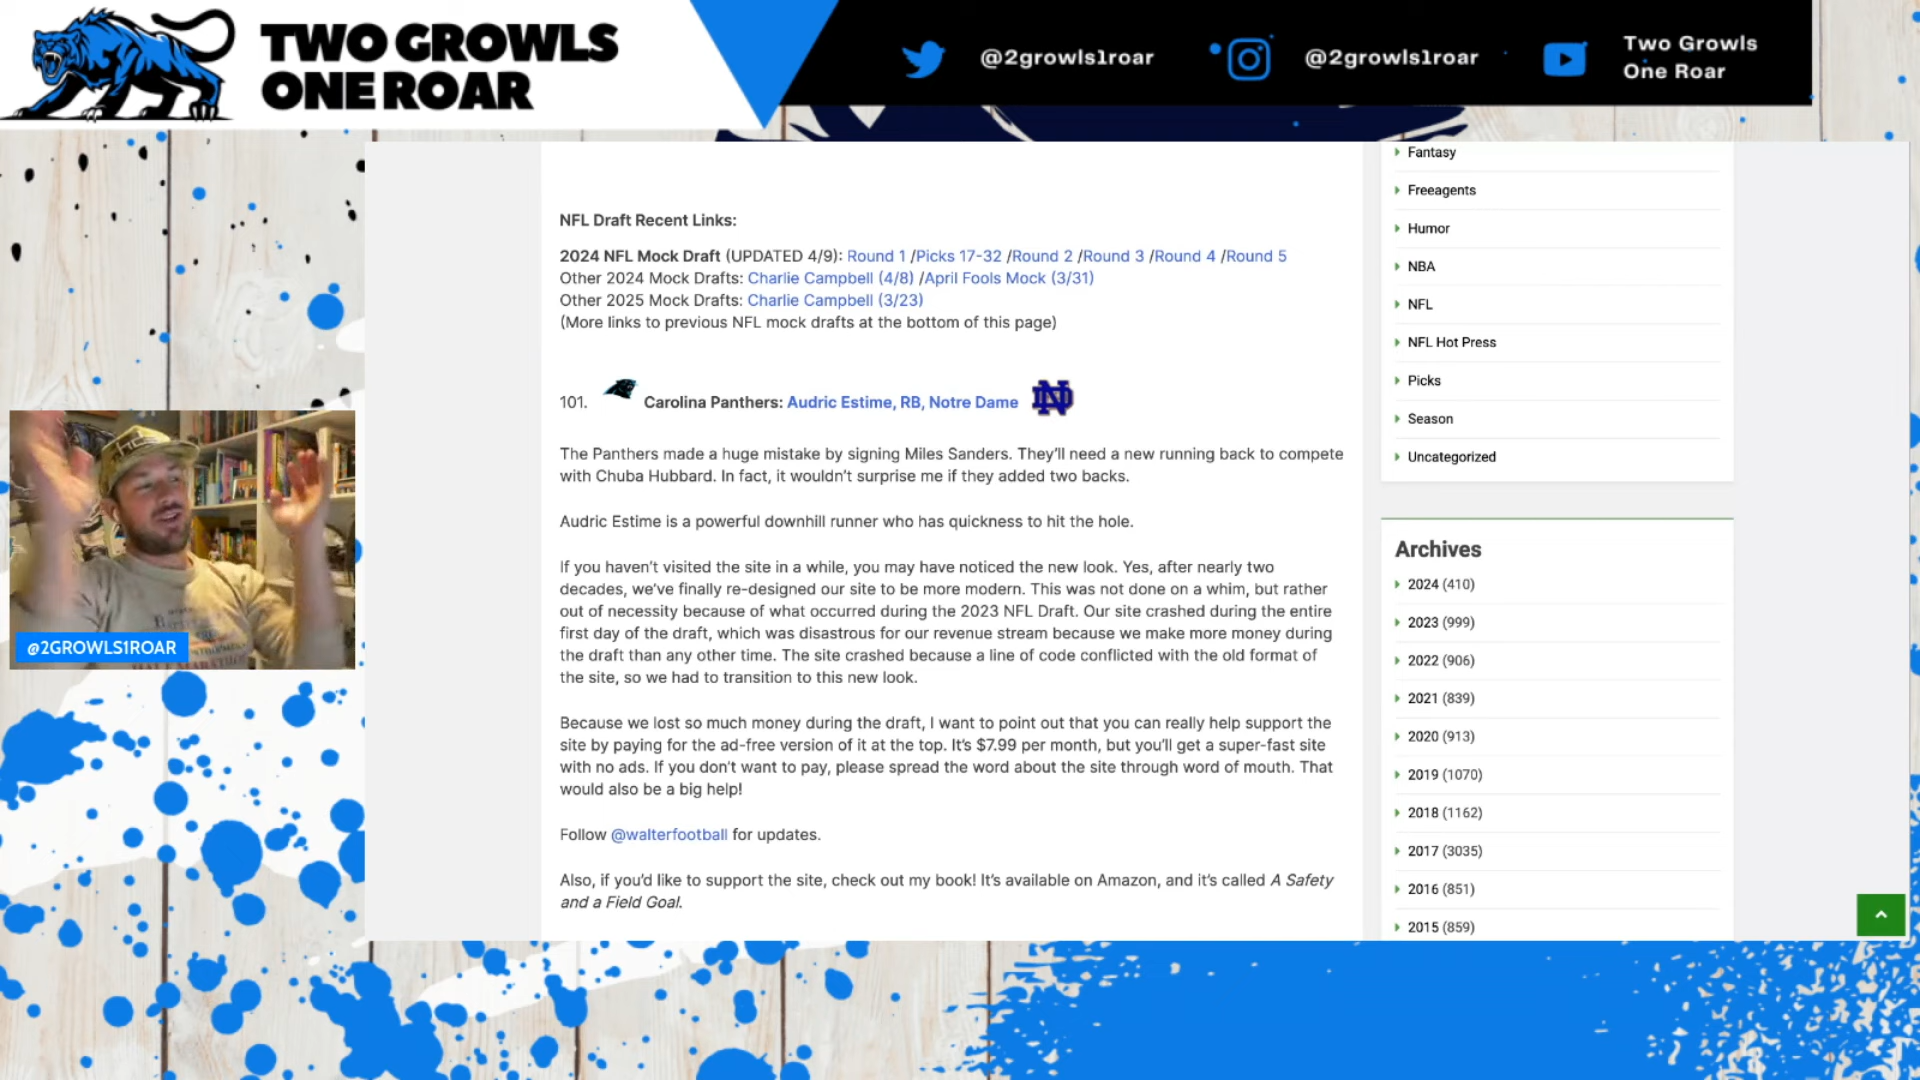 TWO GROWLS
ONE ROAR
@2growls1roar
@2growls1roar
Two Growls
One Roar
NFL Draft Recent Links:
2024 NFL Mock Draft (UPDATED 4/9): Round 1 /Picks 17-32 /Round 2 /Round 3 /Round 4 /Round 5
Other 2024 Mock Drafts: Charlie Campbell (4/8) /April Fools Mock (3/31)
Other 2025 Mock Drafts: Charlie Campbell (3/23)
(More links to previous NFL mock drafts at the bottom of this page)
101. Carolina Panthers: Audric Estime, RB, Notre Dame
The Panthers made a huge mistake by signing Miles Sanders. They'll need a new running back to compete
with Chuba Hubbard. In fact, it wouldn't surprise me if they added two backs.
Audric Estime is a powerful downhill runner who has quickness to hit the hole.
If you haven't visited the site in a while, you may have noticed the new look. Yes, after nearly two
decades, we've finally re-designed our site to be more modern. This was not done on a whim, but rather
out of necessity because of what occurred during the 2023 NFL Draft. Our site crashed during the entire
first day of the draft, which was disastrous for our revenue stream because we make more money during
the draft than any other time. The site crashed because a line of code conflicted with the old format of
the site, so we had to transition to this new look.
Because we lost so much money during the draft, I want to point out that you can really help support the
site by paying for the ad-free version of it at the top. It's $7.99 per month, but you'll get a super-fast site
with no ads. If you don't want to pay, please spread the word about the site through word of mouth. That
would also be a big help!
Follow @walterfootball for updates.
Also, if you'd like to support the site, check out my book! It's available on Amazon, and it's called A Safety
and a Field Goal.
Fantasy
Freeagents
Humor
NBA
NFL
NFL Hot Press
Picks
Season
Uncategorized
Archives
2024 (410)
2023 (999)
2022 (906)
2021 (839)
2020 (913)
2019 (1070)
2018 (1162)
2017 (3035)
2016 (851)
2015 (859)
@2GROWLS1ROAR